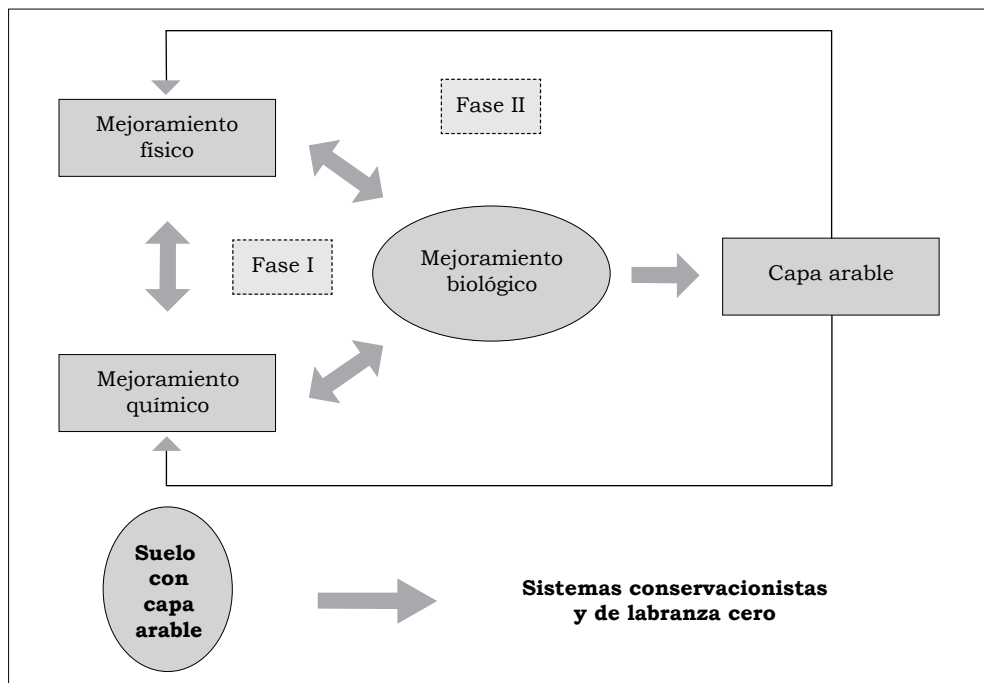 Fase II
Mejoramiento
físico
Fase I
Mejoramiento
biológico
Capa arable
Mejoramiento
químico
Suelo
con
capa
arable
Sistemas conservacionistas
y de labranza cero